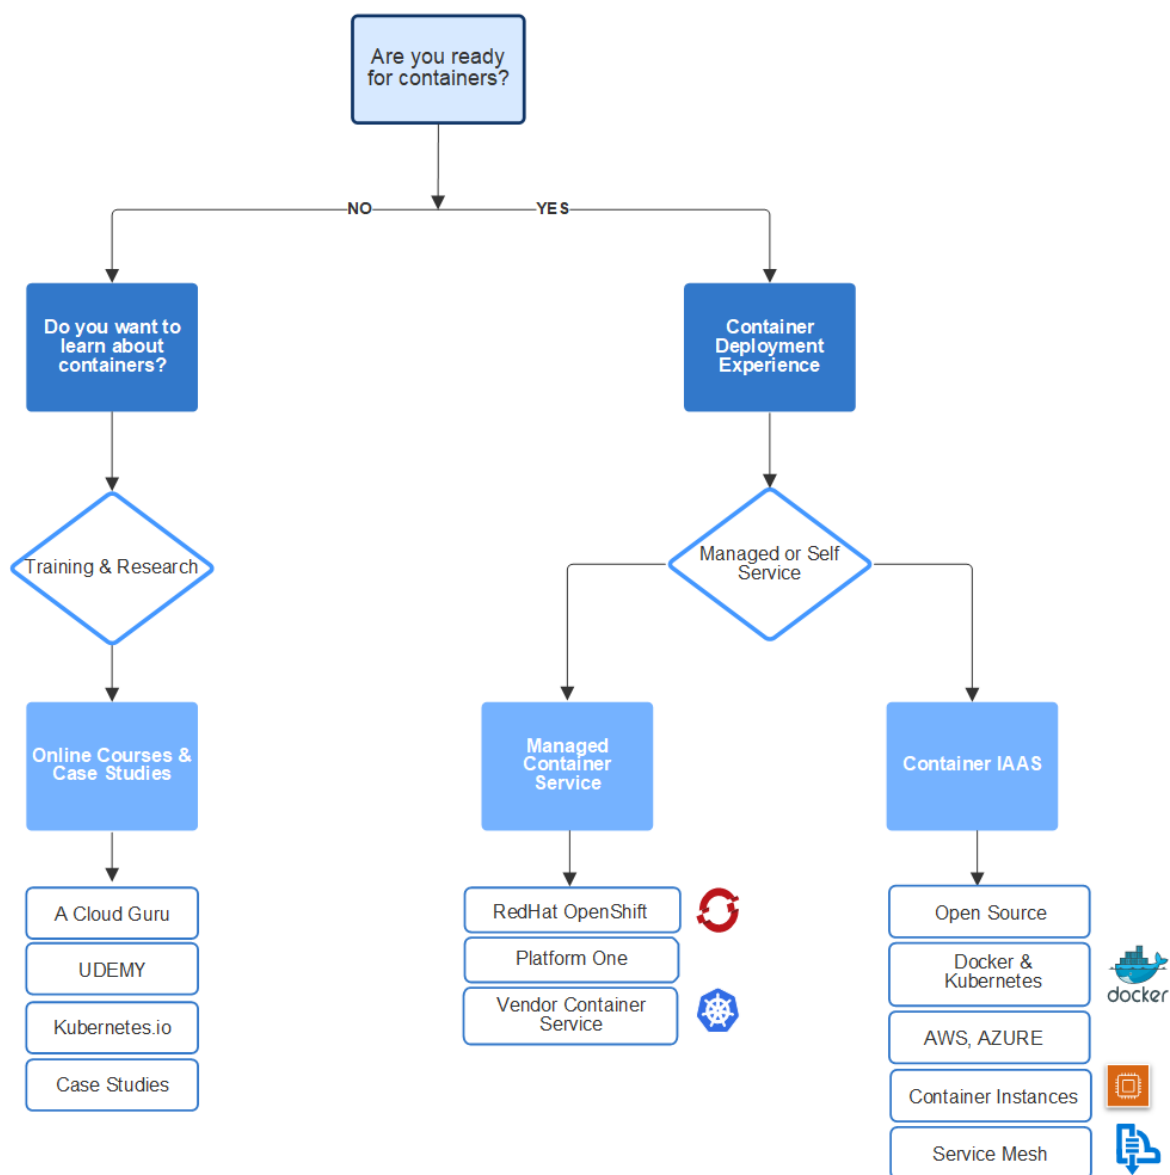 Are you ready
for containers?
NO
YES
Do you want to
learn about
containers?
Container
Deployment
Experience
Training & Research
Managed or Self
Service
Online Courses &
Case Studies
Managed
Container
Service
Container IAAS
A Cloud Guru
UDEMY
Kubernetes.io
Case Studies
RedHat OpenShift
Platform One
Vendor Container
Service
Open Source
Docker &
Kubernetes
docker
AWS, AZURE
Container Instances
Service Mesh